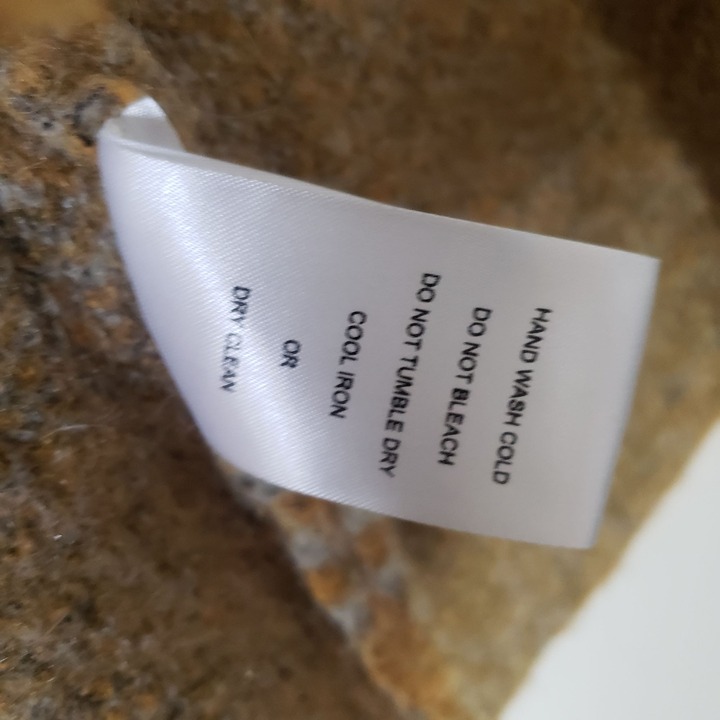 HAND WASH COLD
DO NOT BLEACH
DO NOT TUMBLE DRY
COOL IRON
OR
DRY CLEAN